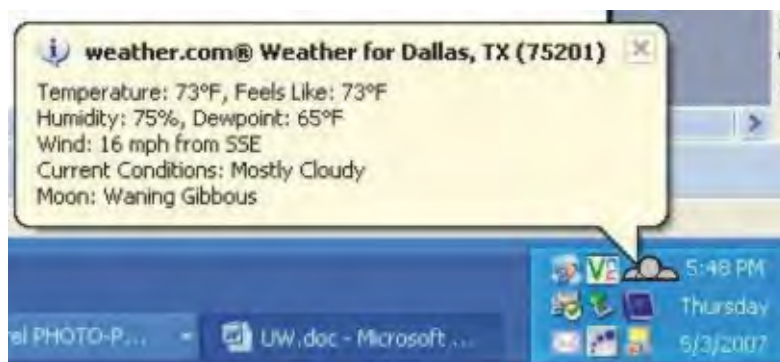 weather.com® Weather for Dallas, TX (75201)
Temperature: 73°F, Feels Like: 73°F
Humidity: 75%, Dewpoint: 65°F
Wind: 16 mph from SSE
Current Conditions: Mostly Cloudy
Moon: Waning Gibbous
5:48 PM
Thursday
5/3/2007
el PHOTO-P...
UW.doc - Microsoft ...